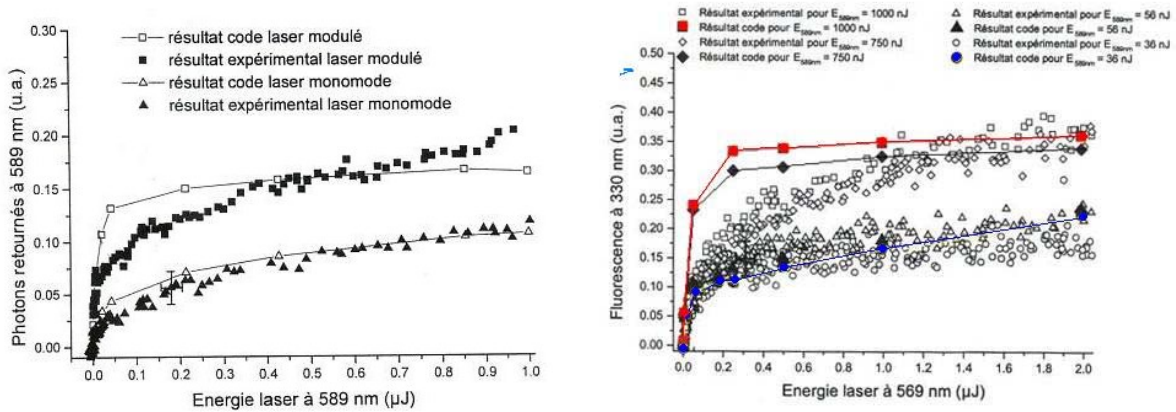 résultat code laser modulé
résultat expérimental laser modulé
résultat code laser monomode
résultat expérimental laser monomode
Photons retournés à 589 nm (u.a.)
0.30
0.25
0.20
0.15
0.10
0.05
0.00
0.0 0.1 0.2 0.3 0.4 0.5 0.6 0.7 0.8 0.9 1.0
Energie laser à 589 nm (µJ)
Résultat expérimental pour E589nm = 1000 nJ
Résultat code pour E589nm = 1000 nJ
Résultat expérimental pour E589nm = 750 nJ
Résultat code pour E589nm = 750 nJ
Résultat expérimental pour E589nm = 56 nJ
Résultat code pour E589nm = 56 nJ
Résultat expérimental pour E589nm = 36 nJ
Résultat code pour E589nm = 36 nJ
Fluorescence à 330 nm (u.a.)
0.50
0.45
0.40
0.35
0.30
0.25
0.20
0.15
0.10
0.05
0.00
0.0 0.2 0.4 0.6 0.8 1.0 1.2 1.4 1.6 1.8 2.0
Energie laser à 569 nm (µJ)